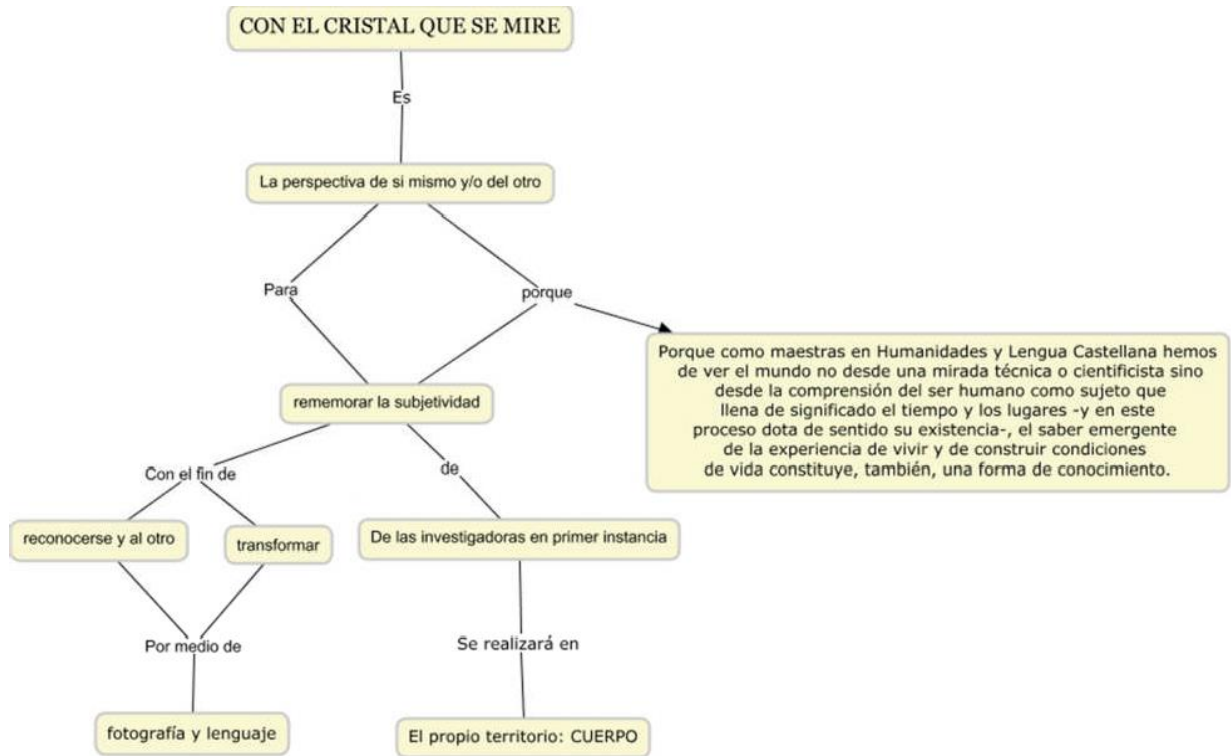 CON EL CRISTAL QUE SE MIRE
Es
La perspectiva de si mismo y/o del otro
Para
porque
Porque como maestras en Humanidades y Lengua Castellana hemos
de ver el mundo no desde una mirada técnica o cientificista sino
desde la comprensión del ser humano como sujeto que
llena de significado el tiempo y los lugares -y en este
proceso dota de sentido su existencia-, el saber emergente
de la experiencia de vivir y de construir condiciones
de vida constituye, también, una forma de conocimiento.
rememorar la subjetividad
Con el fin de
de
reconocerse y al otro
transformar
De las investigadoras en primer instancia
Por medio de
Se realizará en
fotografía y lenguaje
El propio territorio: CUERPO